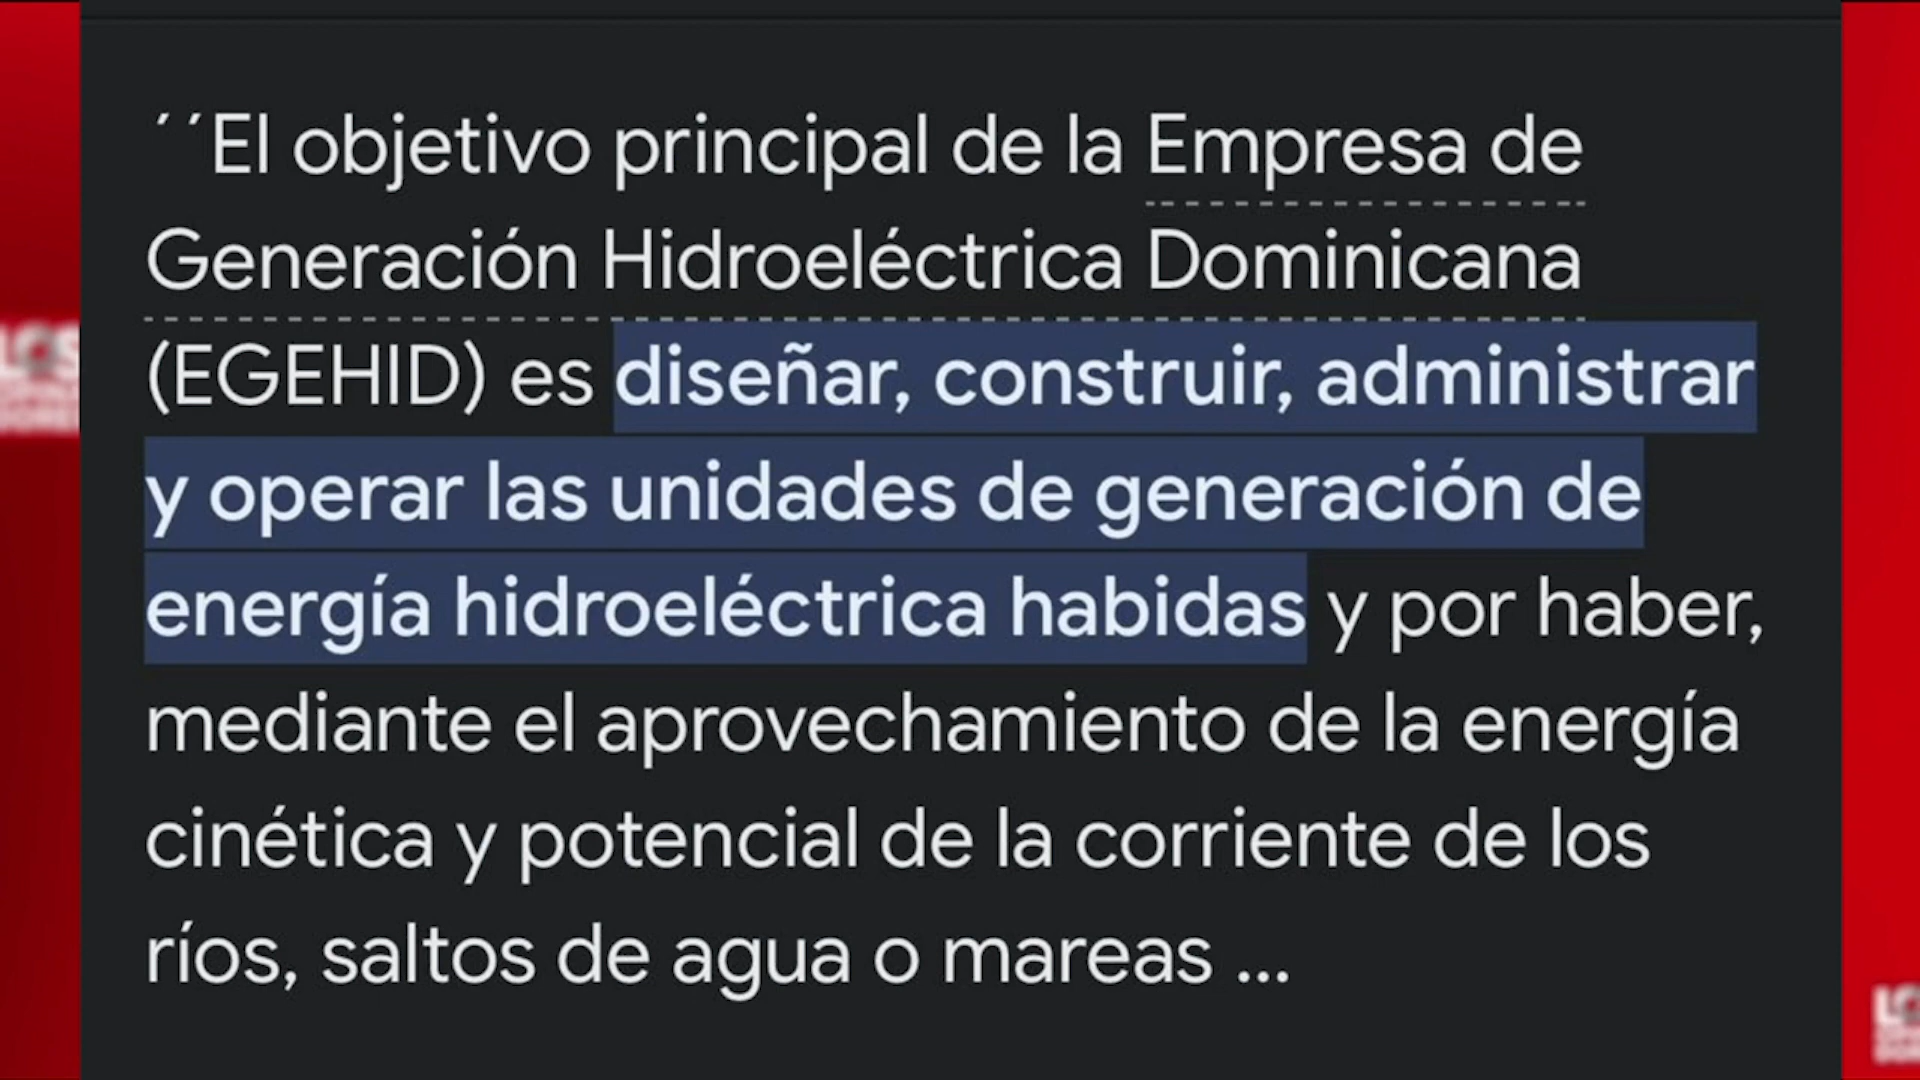 ´´El objetivo principal de la Empresa de
Generación Hidroeléctrica Dominicana
(EGEHID) es diseñar, construir, administrar
y operar las unidades de generación de
energía hidroeléctrica habidas y por haber,
mediante el aprovechamiento de la energía
cinética y potencial de la corriente de los
ríos, saltos de agua o mareas ...
LOS